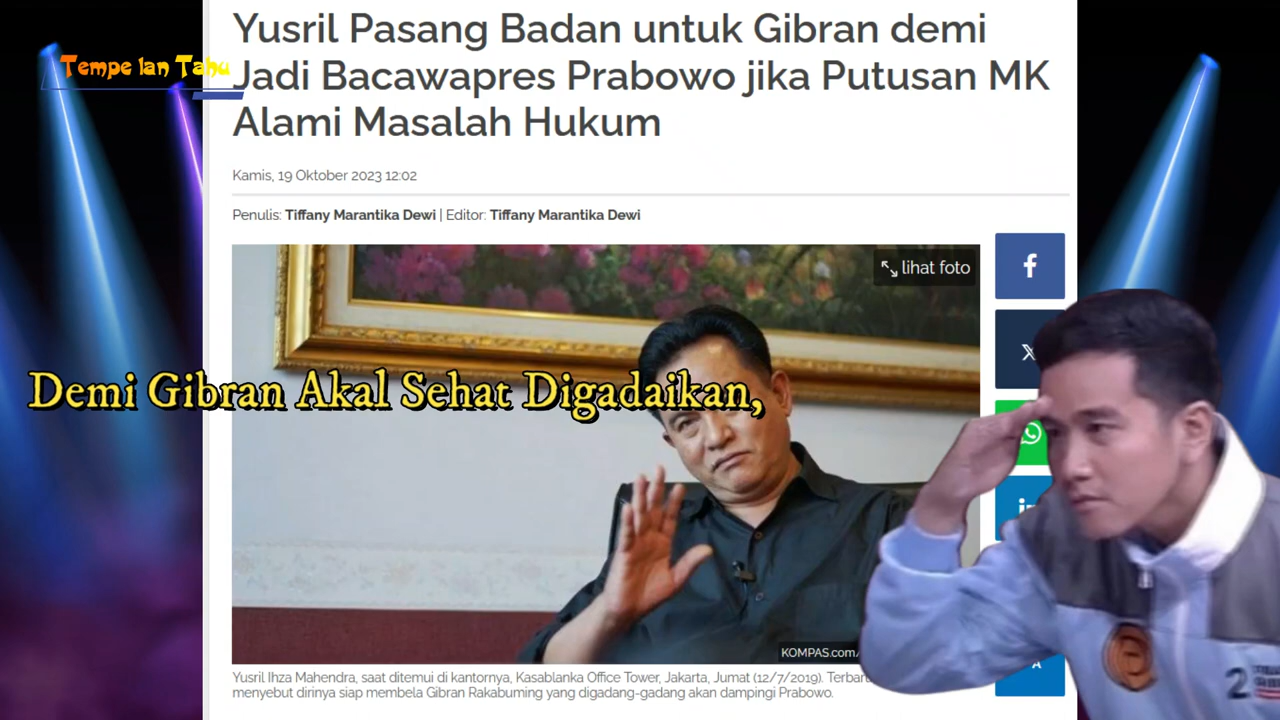 Yusril Pasang Badan untuk Gibran demi
Tempe lan Tahu
Jadi Bacawapres Prabowo jika Putusan MK
Alami Masalah Hukum
Kamis, 19 Oktober 2023 12:02
Penulis: Tiffany Marantika Dewi | Editor: Tiffany Marantika Dewi
lihat foto
Demi Gibran Akal Sehat Digadaikan,
KOMPAS.com/
Yusril Ihza Mahendra, saat ditemui di kantornya, Kasablanka Office Tower, Jakarta, Jumat (12/7/2019).
menyebut dirinya siap membela Gibran Rakabuming yang digadang-gadang akan dampingi Prabowo.
2